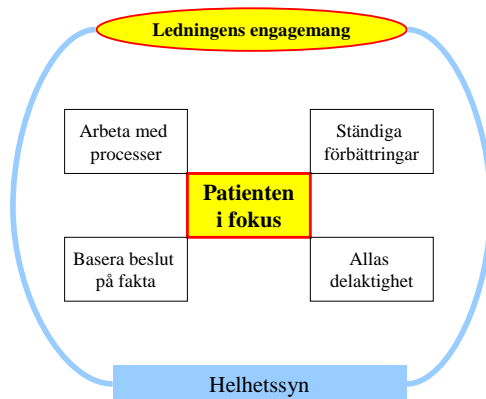 Ledningens engagemang
Arbeta med
processer
Ständiga
förbättringar
Patienten
i fokus
Basera beslut
på fakta
Allas
delaktighet
Helhetssyn